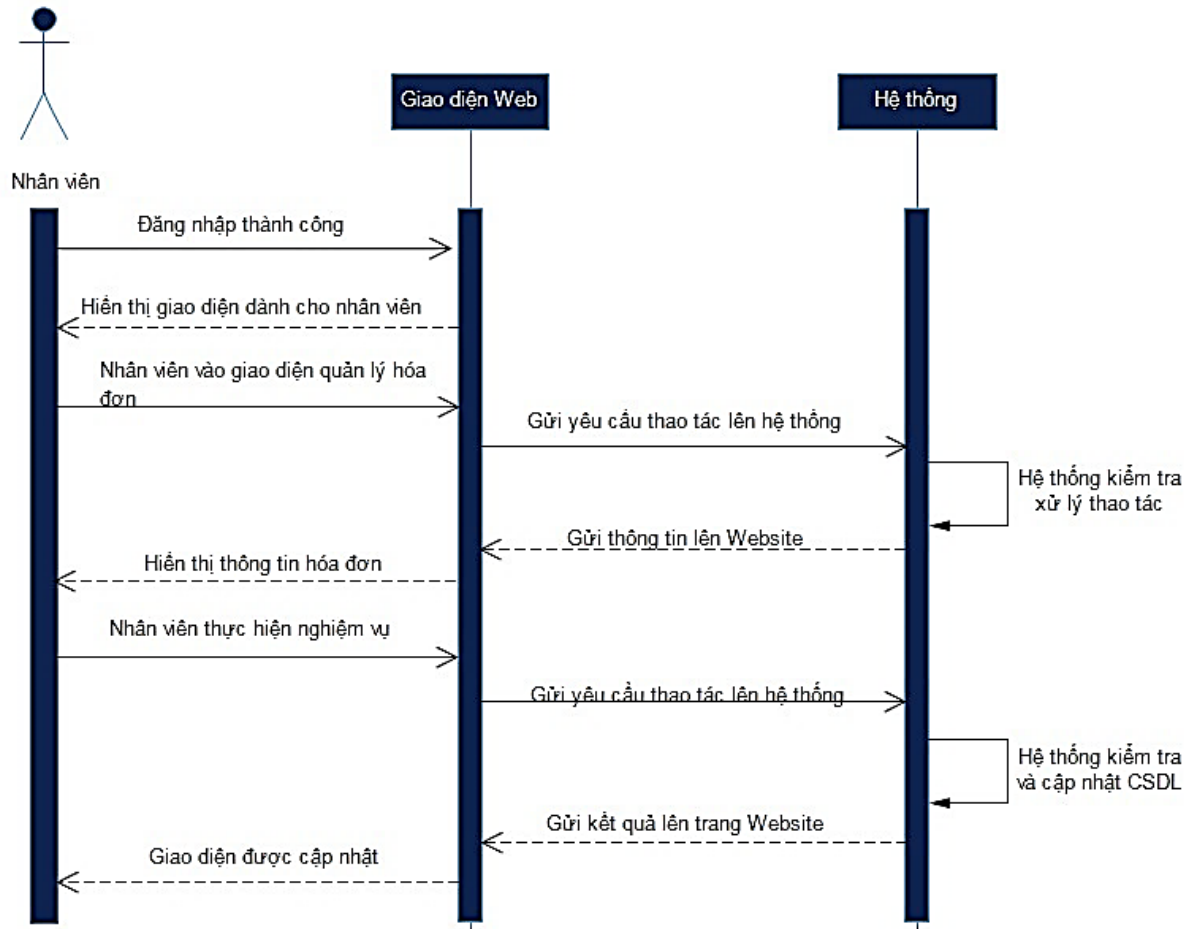 Giao diện Web
Hệ thống
Nhân viên
Đăng nhập thành công
Hiển thị giao diện dành cho nhân viên
Nhân viên vào giao diện quản lý hóa
đơn
Gửi yêu cầu thao tác lên hệ thống
Hệ thống kiểm tra
xử lý thao tác
Gửi thông tin lên Website
Hiển thị thông tin hóa đơn
Nhân viên thực hiện nghiệm vụ
Gửi yêu cầu thao tác lên hệ thống
Hệ thống kiểm tra
và cập nhật CSDL
Gửi kết quả lên trang Website
Giao diện được cập nhật